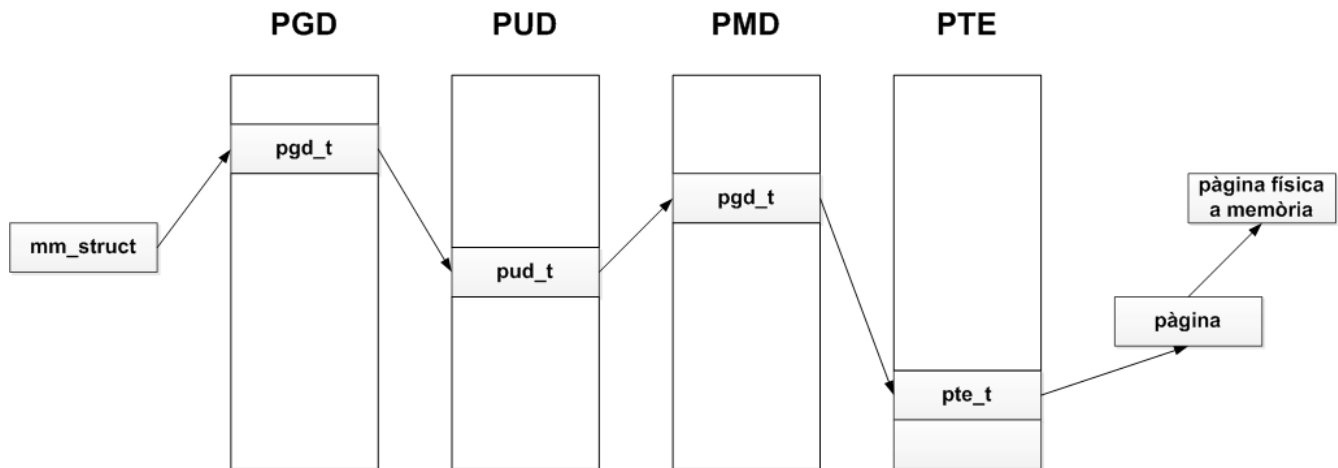 PGD
PUD
PMD
PTE
pgd_t
pgd_t
pàgina física
a memòria
mm_struct
pud_t
pàgina
pte_t